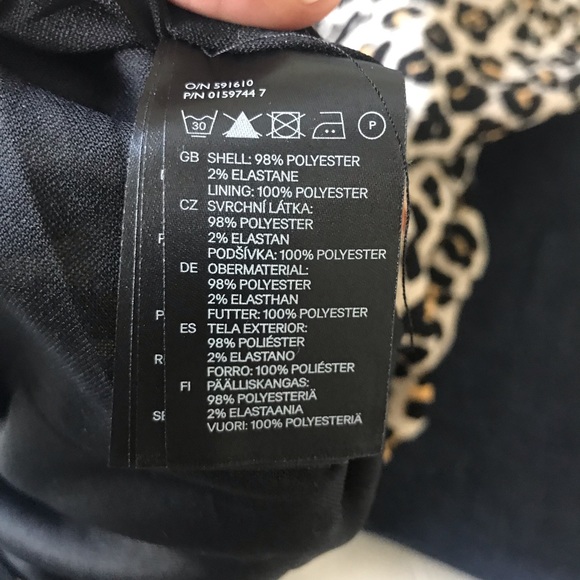 O/N 591610
P/N 0159744 7
30 P
GB SHELL: 98% POLYESTER
2% ELASTANE
LINING: 100% POLYESTER
CZ SVRCHNÍ LÁTKA:
98% POLYESTER
2% ELASTAN
PODŠÍVKA: 100% POLYESTER
DE OBERMATERIAL:
98% POLYESTER
2% ELASTHAN
FUTTER: 100% POLYESTER
ES TELA EXTERIOR:
98% POLIÉSTER
2% ELASTANO
FORRO: 100% POLIÉSTER
FI PÄÄLLISKANGAS:
98% POLYESTERIÄ
2% ELASTAANIA
VUORI: 100% POLYESTERIÄ